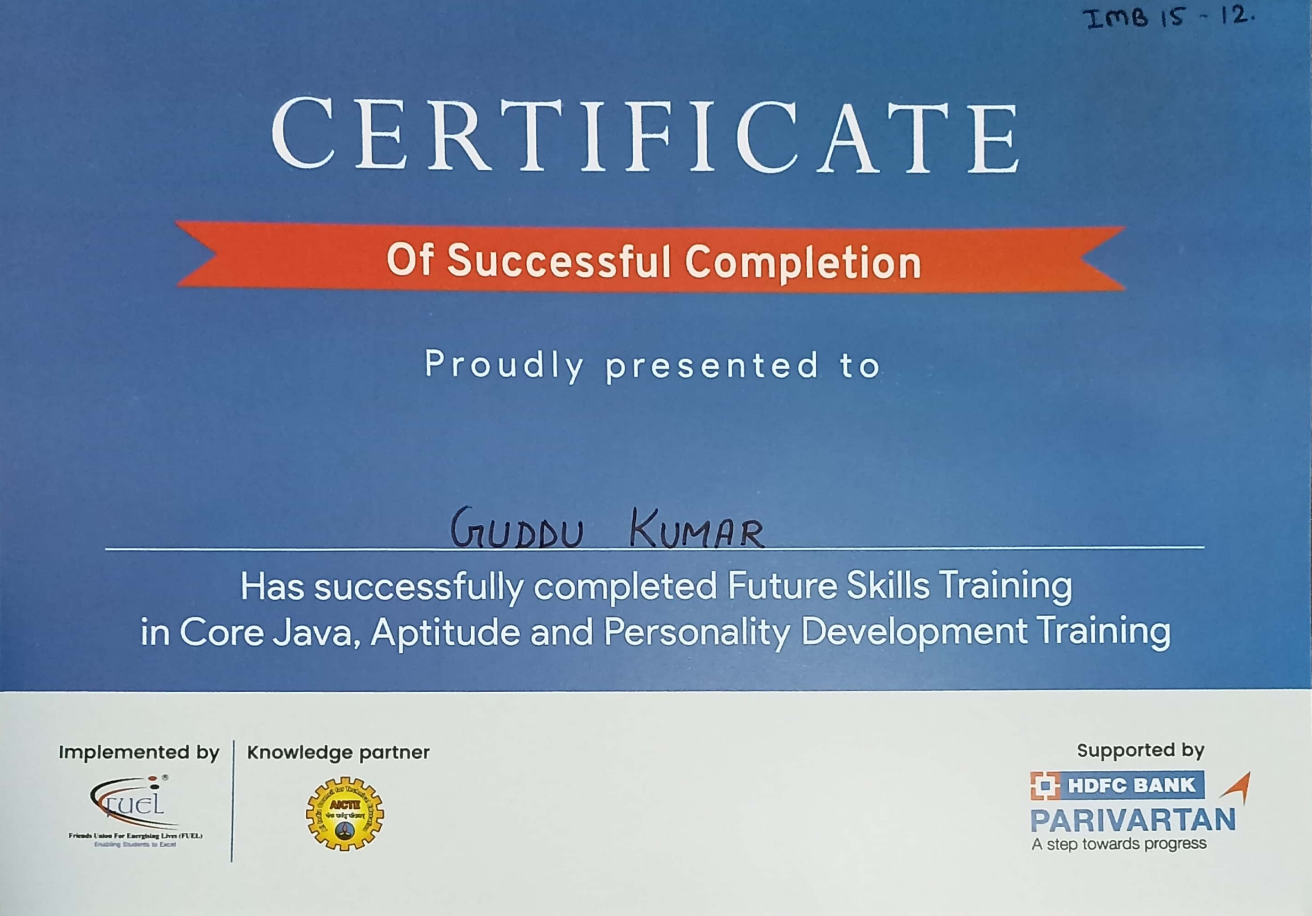 IMB 15 - 12.
CERTIFICATE
Of Successful Completion
Proudly presented to
GUDDU KUMAR
Has successfully completed Future Skills Training
in Core Java, Aptitude and Personality Development Training
Implemented by
Knowledge partner
Supported by
FUEL®
Friends Union For Energising Lives (FUEL)
Enabling Students to Excel
AICTE
HDFC BANK
PARIVARTAN
A step towards progress